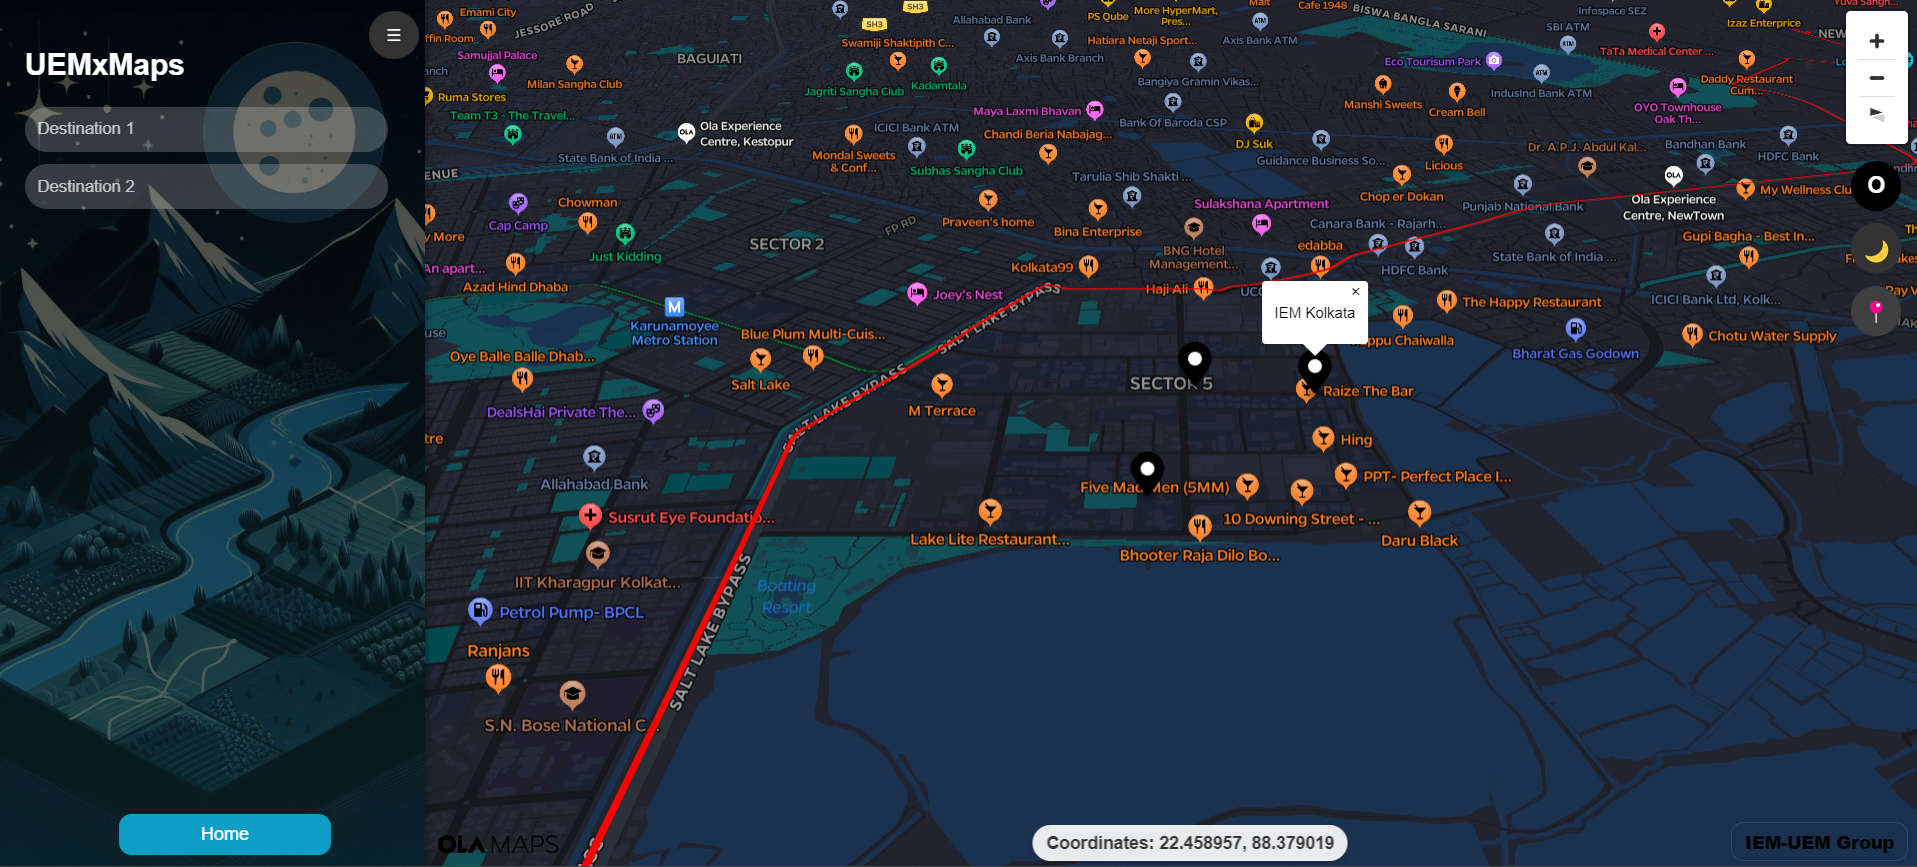 UEMxMaps
☰
Destination 1
Destination 2
Home
Emami City
JESSORE ROAD
SH3
SH3
Allahabad Bank
PS Qube
More HyperMart,
Pres...
Malt
Cafe 1948
BISWA BANGLA SARANI
Infospace SEZ
SBI ATM
Izaz Enterprice
Yuva Sangh...
NEW
ffin Room
Samujjal Palace
Swamiji Shaktipith C...
Hatiara Netaji Sport...
Axis Bank ATM
TaTa Medical Center ...
BAGUIATI
Axis Bank Branch
Eco Tourisum Park
anch
Milan Sangha Club
Jagriti Sangha Club
Kadamtala
Bangiya Gramin Vikas...
ATM
IndusInd Bank ATM
Daddy Restaurant
Cum...
Ruma Stores
Maya Laxmi Bhavan
Manshi Sweets
Cream Bell
OYO Townhouse
Oak Th...
Team T3 - The Travel...
OLA
Ola Experience
Centre, Kestopur
ICICI Bank ATM
Bank Of Baroda CSP
Chandi Beria Nabajag...
DJ Suk
ATM
State Bank of India ...
Mondal Sweets
& Conf...
Guidance Business So...
Licious
Dr. A.P.J. Abdul Kal...
Bandhan Bank
HDFC Bank
ENUE
Subhas Sangha Club
Tarulia Shib Shakti ...
OLA
Chowman
Sulakshana Apartment
Chop er Dokan
Punjab National Bank
Ola Experience
Centre, NewTown
My Wellness Clu
O
Cap Camp
FP RD
Praveen's home
Bina Enterprise
Canara Bank - Rajarh...
y More
SECTOR 2
edabba
Gupi Bagha - Best In...
Just Kidding
BNG Hotel
Management...
State Bank of India ...
An apart...
Kolkata99
HDFC Bank
Azad Hind Dhaba
Joey's Nest
Haji Ali
UCO
ICICI Bank Ltd, Kolk...
SALT LAKE BYPASS
×
IEM Kolkata
The Happy Restaurant
M
Karunamoyee
Metro Station
use
Blue Plum Multi-Cuis...
appu Chaiwalla
Chotu Water Supply
Oye Balle Balle Dhab...
Bharat Gas Godown
Salt Lake
SALT LAKE BYPASS
SECTOR 5
Raize The Bar
DealsHai Private The...
M Terrace
tre
Hing
Allahabad Bank
Five Mad Men (5MM)
PPT- Perfect Place I...
Susrut Eye Foundatio...
10 Downing Street - ...
Lake Lite Restaurant...
Bhooter Raja Dilo Bo...
Daru Black
IIT Kharagpur Kolkat...
Boating
Resort
Petrol Pump- BPCL
SALT LAKE BYPASS
Ranjans
S.N. Bose National C...
OLA MAPS
Coordinates: 22.458957, 88.379019
IEM-UEM Group